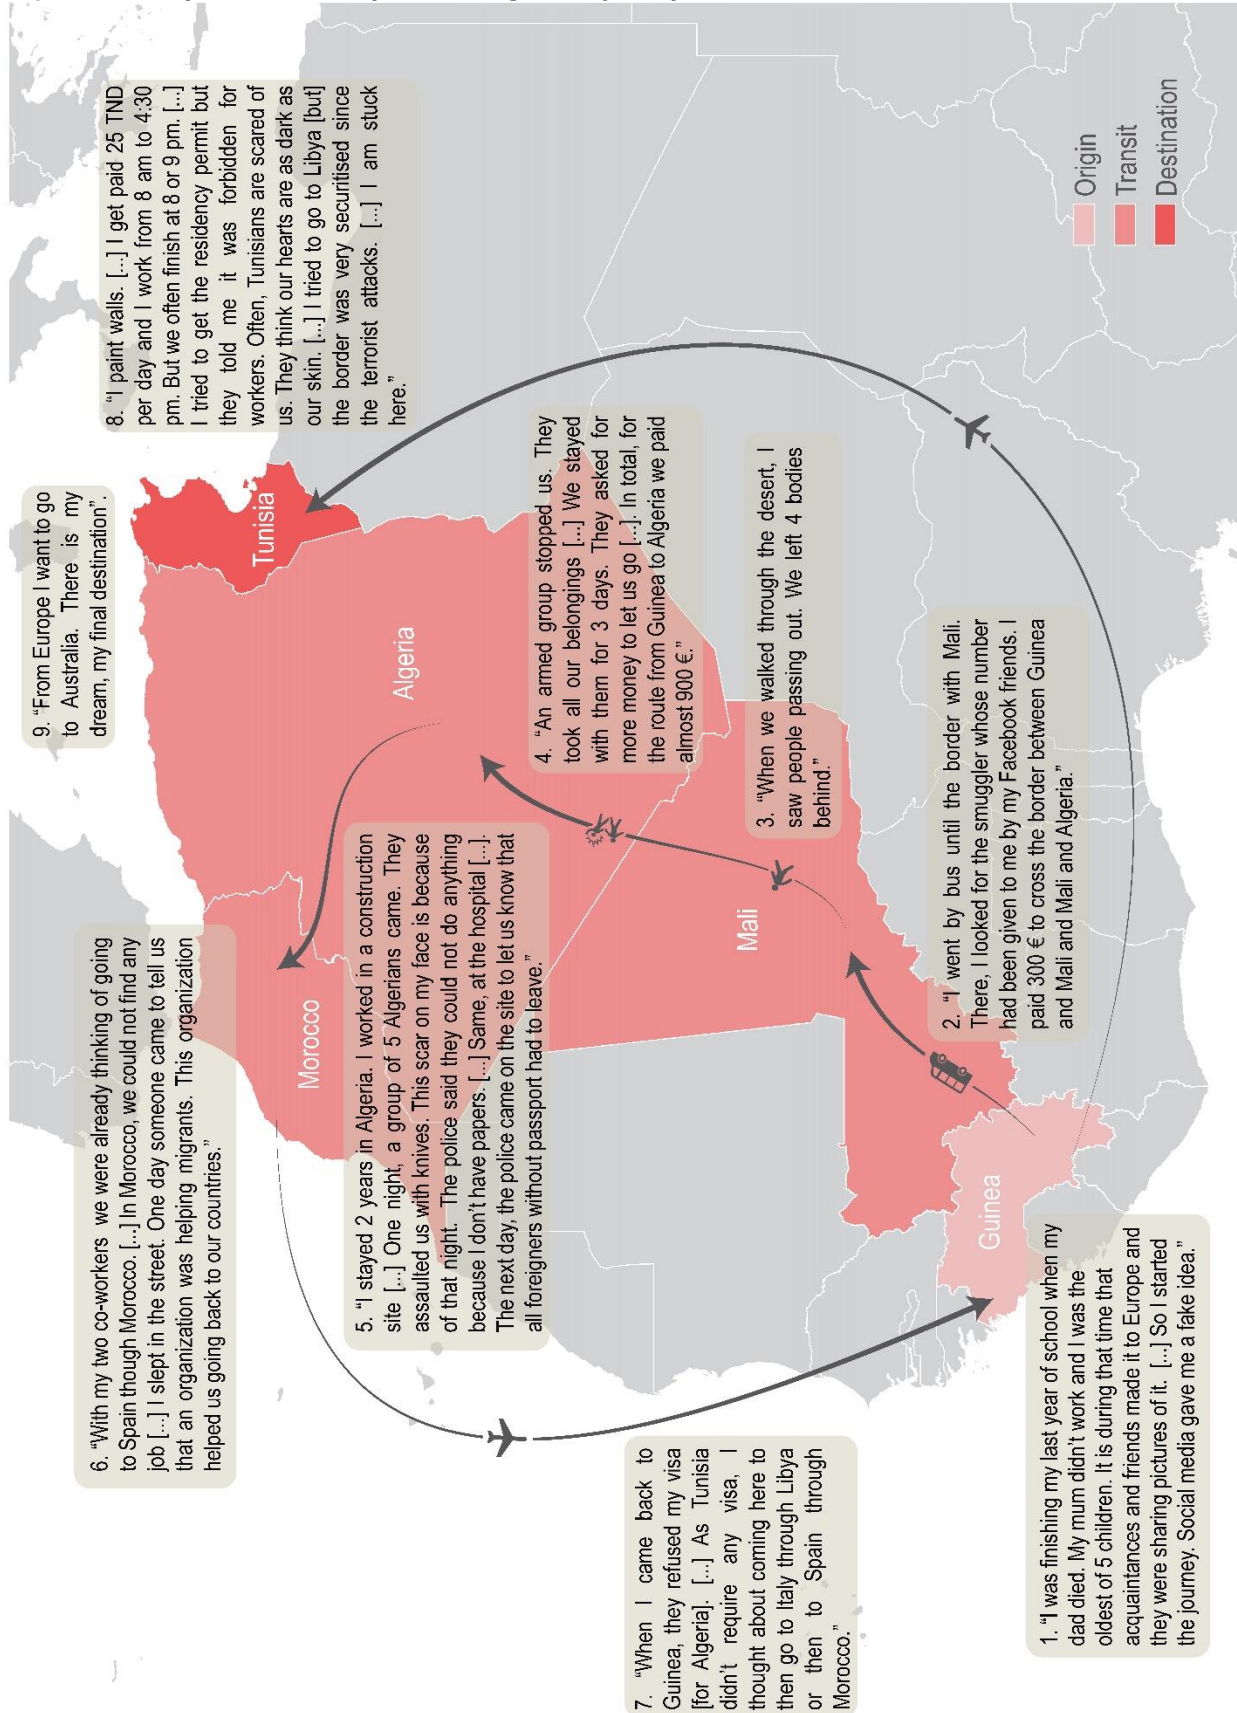 1. “I was finishing my last year of school when my
dad died. My mum didn’t work and I was the
oldest of 5 children. It is during that time that
acquaintances and friends made it to Europe and
they were sharing pictures of it. [...] So I started
the journey. Social media gave me a fake idea.”
2. “I went by bus until the border with Mali.
There, I looked for the smuggler whose number
had been given to me by my Facebook friends. I
paid 300 € to cross the border between Guinea
and Mali and Mali and Algeria.”
3. “When we walked through the desert, I
saw people passing out. We left 4 bodies
behind.”
4. “An armed group stopped us. They
took all our belongings [...] We stayed
with them for 3 days. They asked for
more money to let us go [...]. In total, for
the route from Guinea to Algeria we paid
almost 900 €.”
5. “I stayed 2 years in Algeria. I worked in a construction
site [...] One night, a group of 5 Algerians came. They
assaulted us with knives. This scar on my face is because
of that night. The police said they could not do anything
because I don’t have papers. [...] Same, at the hospital [...].
The next day, the police came on the site to let us know that
all foreigners without passport had to leave.”
6. “With my two co-workers we were already thinking of going
to Spain though Morocco. [...] In Morocco, we could not find any
job [...] I slept in the street. One day someone came to tell us
that an organization was helping migrants. This organization
helped us going back to our countries.”
7. “When I came back to
Guinea, they refused my visa
[for Algeria]. [...] As Tunisia
didn’t require any visa, I
thought about coming here to
then go to Italy through Libya
or then to Spain through
Morocco.”
8. “I paint walls. [...] I get paid 25 TND
per day and I work from 8 am to 4:30
pm. But we often finish at 8 or 9 pm. [...]
I tried to get the residency permit but
they told me it was forbidden for
workers. Often, Tunisians are scared of
us. They think our hearts are as dark as
our skin. [...] I tried to go to Libya [but]
the border was very securitised since
the terrorist attacks. [...] I am stuck
here.”
9. “From Europe I want to go
to Australia. There is my
dream, my final destination”.
Morocco
Algeria
Tunisia
Mali
Guinea
Origin
Transit
Destination